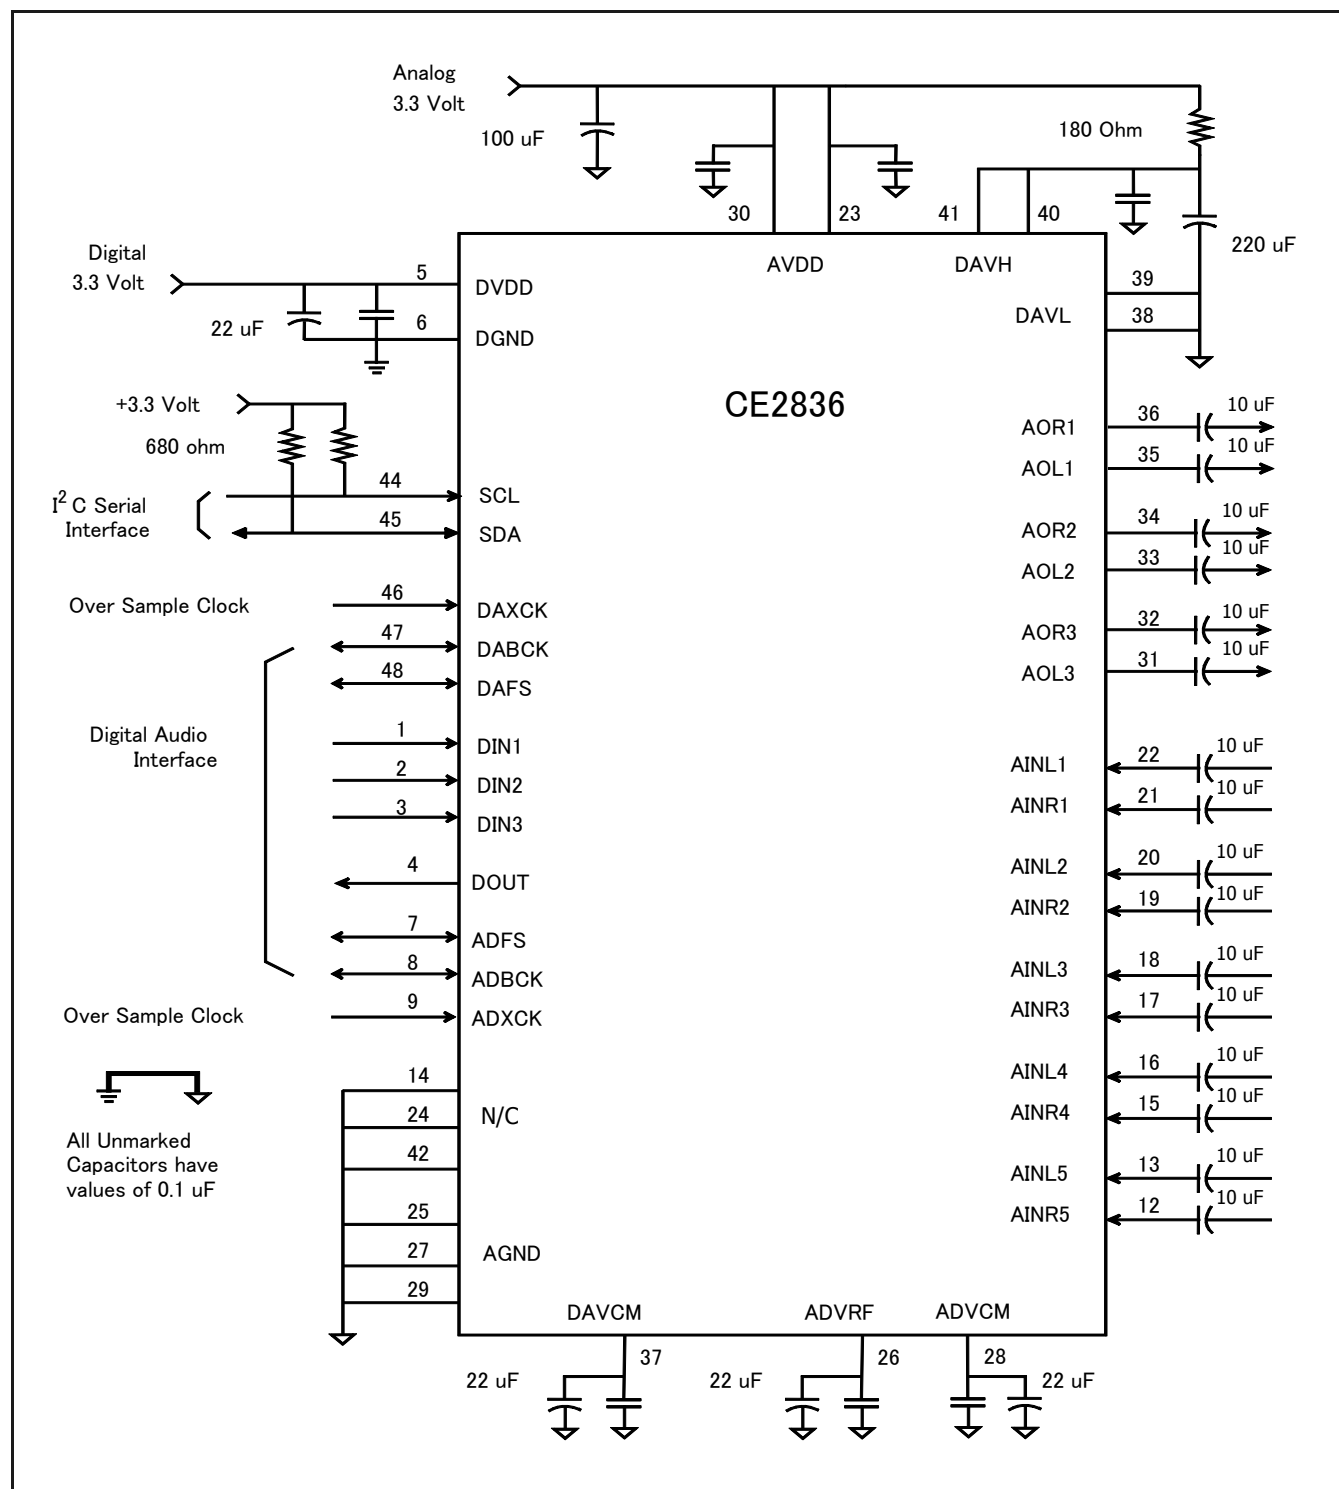 Analog
3.3 Volt
100 uF
180 Ohm
30
23
41
40
220 uF
Digital
3.3 Volt
5
DVDD
AVDD
DAVH
39
DAVL
38
22 uF
6
DGND
CE2836
+3.3 Volt
680 ohm
I² C Serial
Interface
44
SCL
45
SDA
AOR1
36
10 uF
AOL1
35
10 uF
AOR2
34
10 uF
AOL2
33
10 uF
AOR3
32
10 uF
AOL3
31
10 uF
Over Sample Clock
46
DAXCK
47
DABCK
48
DAFS
Digital Audio
Interface
1
DIN1
2
DIN2
3
DIN3
4
DOUT
7
ADFS
8
ADBCK
Over Sample Clock
9
ADXCK
AINL1
22
10 uF
AINR1
21
10 uF
AINL2
20
10 uF
AINR2
19
10 uF
AINL3
18
10 uF
AINR3
17
10 uF
AINL4
16
10 uF
AINR4
15
10 uF
AINL5
13
10 uF
AINR5
12
10 uF
All Unmarked
Capacitors have
values of 0.1 uF
14
24
N/C
42
25
27
AGND
29
DAVCM
ADVRF
ADVCM
37
26
28
22 uF
22 uF
22 uF